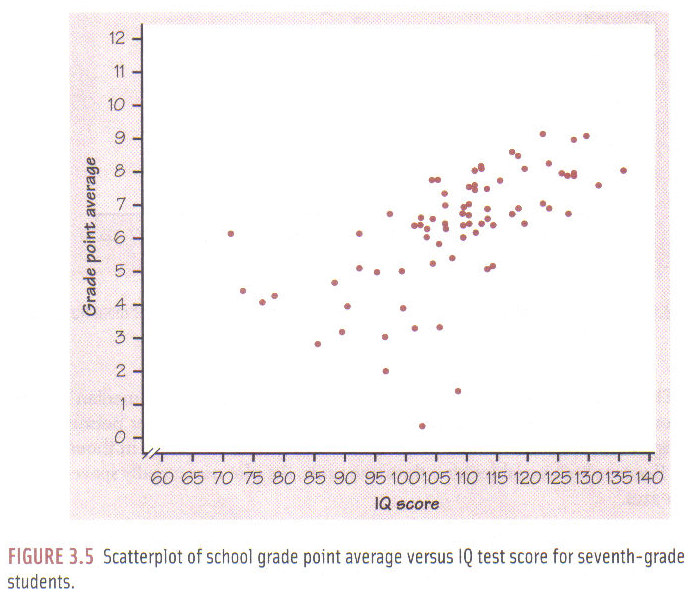 Grade point average
12
11
10
9
8
7
6
5
4
3
2
1
0
60 65 70 75 80 85 90 95 100 105 110 115 120 125 130 135 140
IQ score
FIGURE 3.5 Scatterplot of school grade point average versus IQ test score for seventh-grade
students.